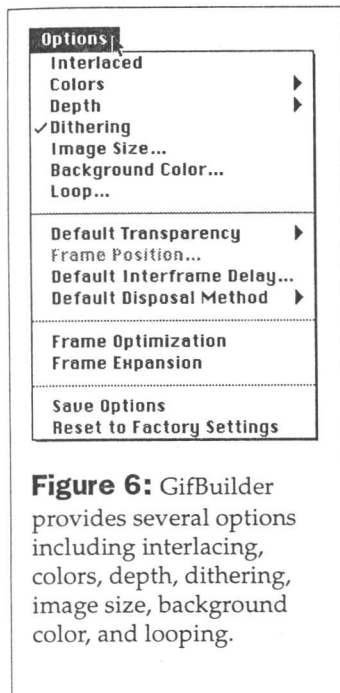 Options
Interlaced
Colors
Depth
✓Dithering
Image Size...
Background Color...
Loop...
Default Transparency
Frame Position...
Default Interframe Delay...
Default Disposal Method
Frame Optimization
Frame Expansion
Save Options
Reset to Factory Settings
Figure 6: GifBuilder
provides several options
including interlacing,
colors, depth, dithering,
image size, background
color, and looping.